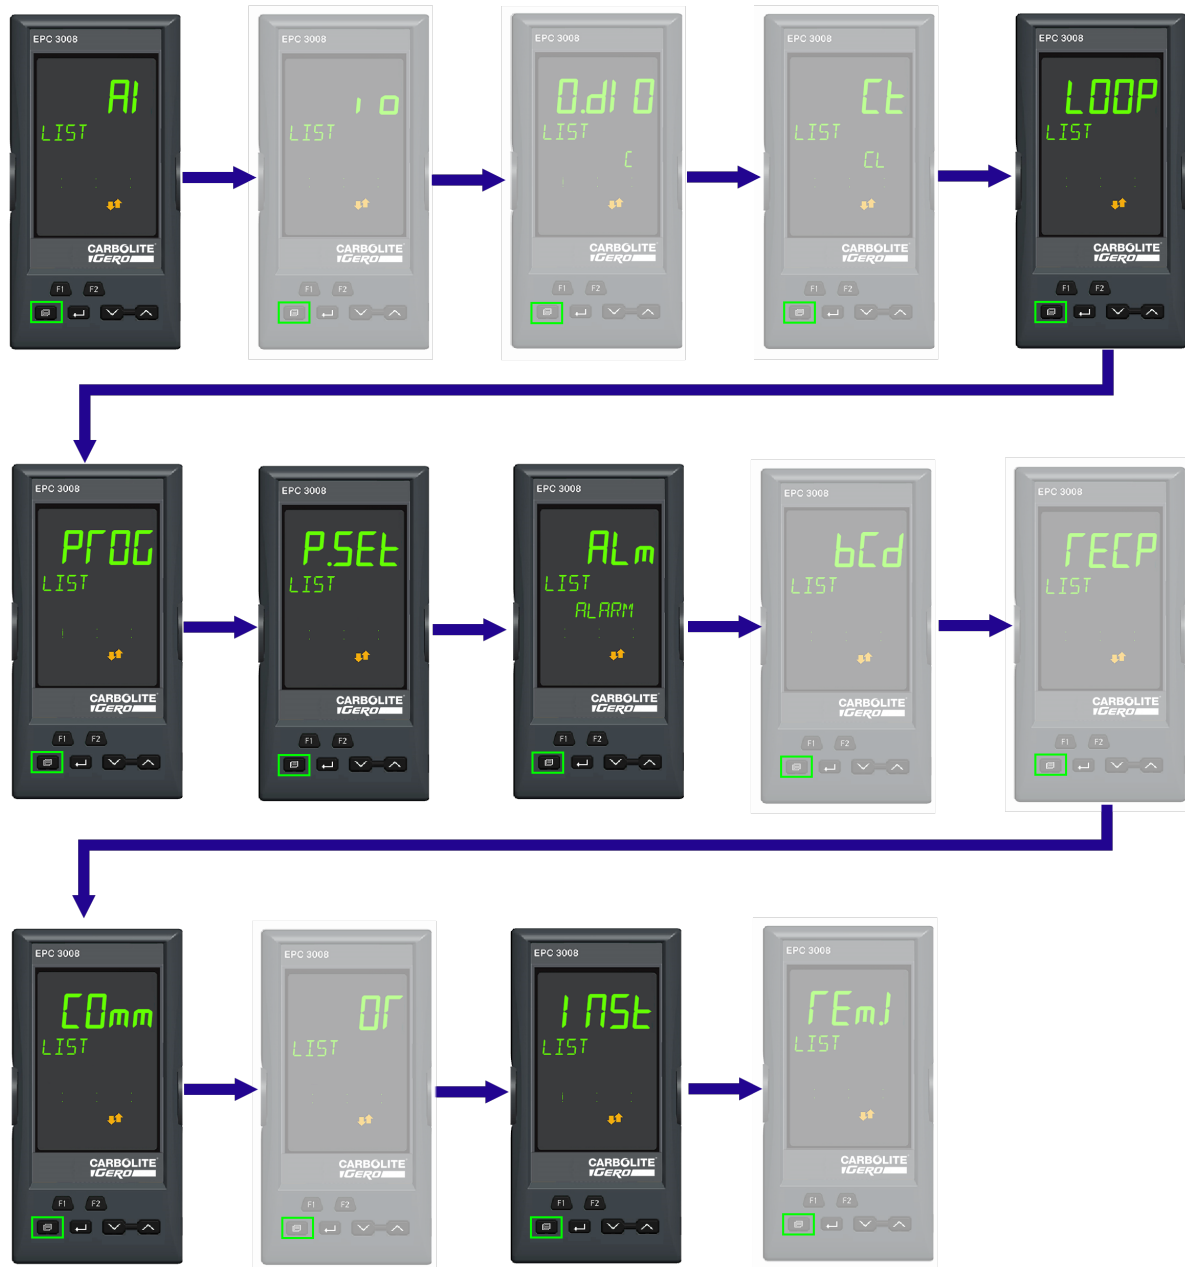 EPC 3008
AI
LIST
CARBOLITE
GERO
F1 F2
EPC 3008
io
LIST
CARBOLITE
GERO
F1 F2
EPC 3008
O.dIO
LIST
C
CARBOLITE
GERO
F1 F2
EPC 3008
Ct
LIST
CL
CARBOLITE
GERO
F1 F2
EPC 3008
LOOP
LIST
CARBOLITE
GERO
F1 F2
EPC 3008
PrOG
LIST
CARBOLITE
GERO
F1 F2
EPC 3008
P.SEt
LIST
CARBOLITE
GERO
F1 F2
EPC 3008
ALm
LIST
ALARM
CARBOLITE
GERO
F1 F2
EPC 3008
bCd
LIST
CARBOLITE
GERO
F1 F2
EPC 3008
rECP
LIST
CARBOLITE
GERO
F1 F2
EPC 3008
COmm
LIST
CARBOLITE
GERO
F1 F2
EPC 3008
Or
LIST
CARBOLITE
GERO
F1 F2
EPC 3008
InSt
LIST
CARBOLITE
GERO
F1 F2
EPC 3008
rEm.1
LIST
CARBOLITE
GERO
F1 F2